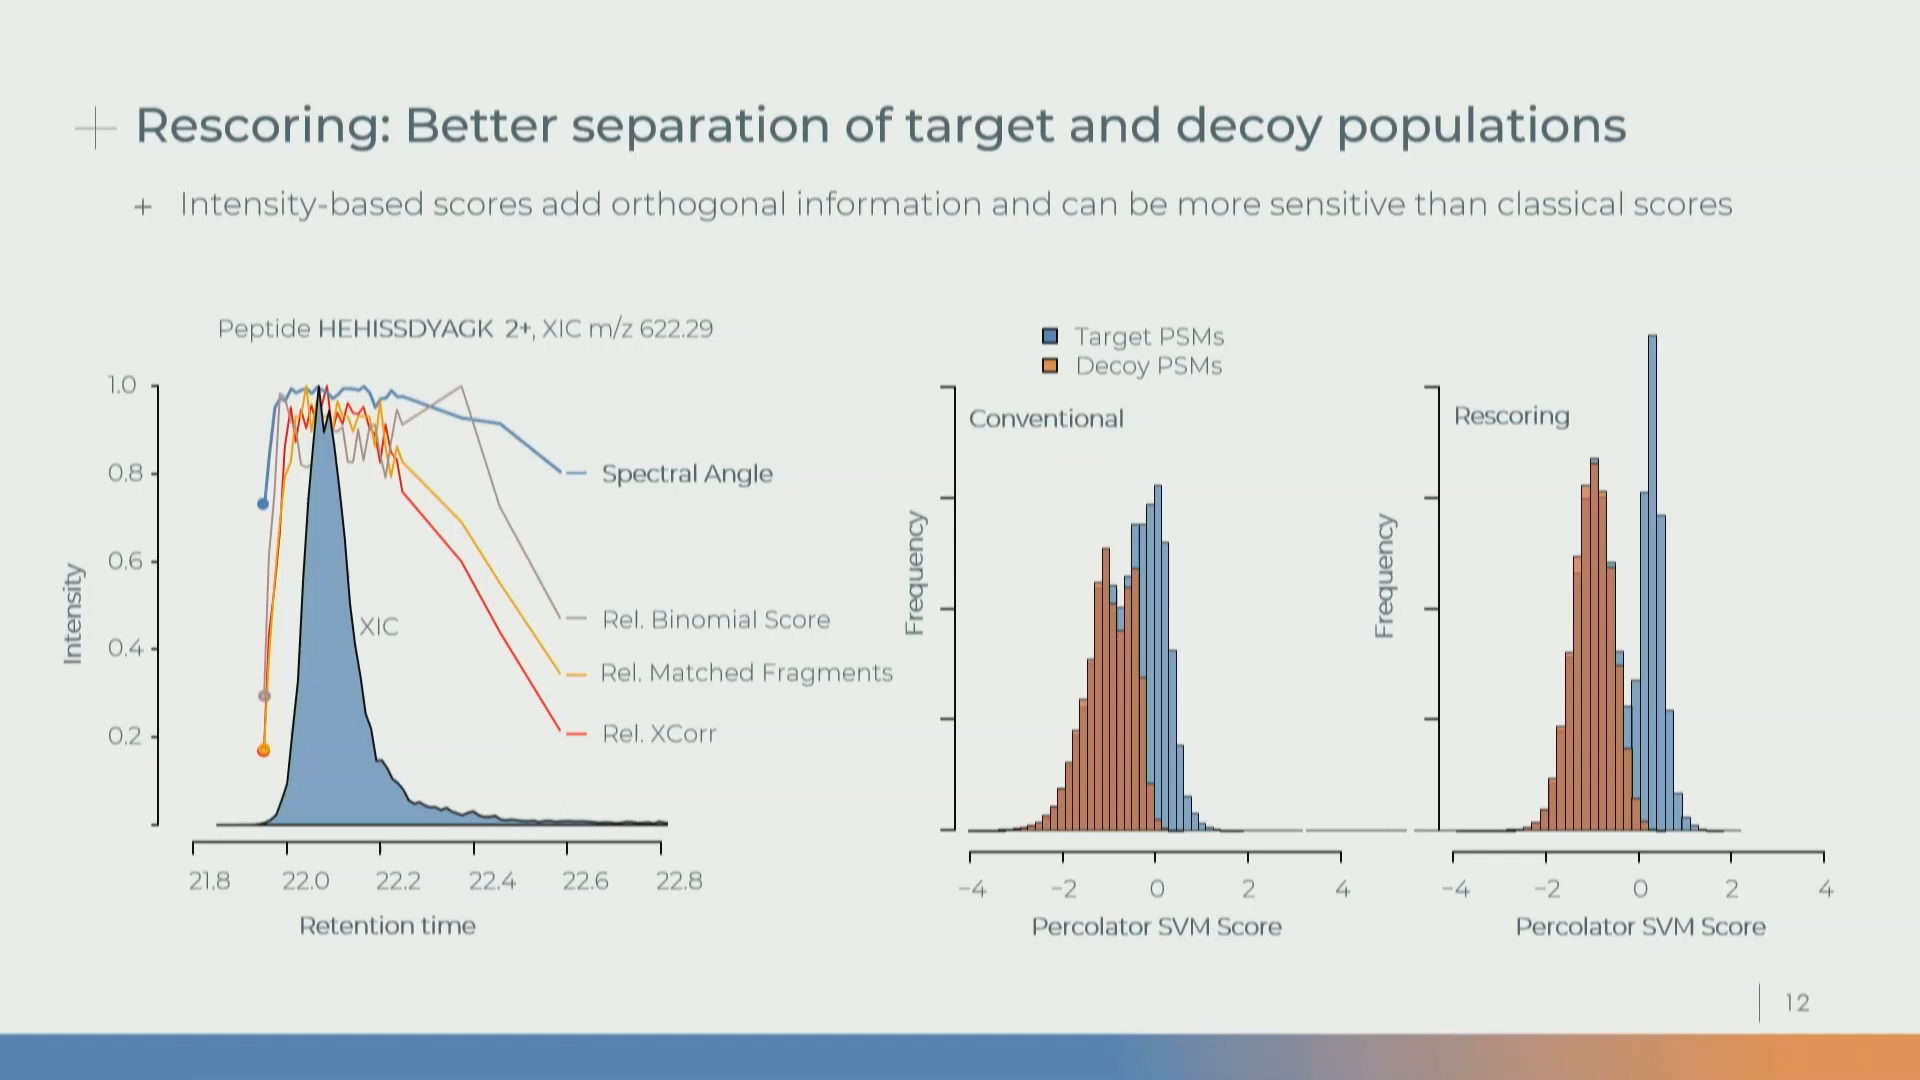 Rescoring: Better separation of target and decoy populations
+ Intensity-based scores add orthogonal information and can be more sensitive than classical scores
Peptide HEHISSDYAGK 2+, XIC m/z 622.29
1.0
0.8
0.6
0.4
0.2
Intensity
XIC
Spectral Angle
Rel. Binomial Score
Rel. Matched Fragments
Rel. XCorr
21.8 22.0 22.2 22.4 22.6 22.8
Retention time
Target PSMs
Decoy PSMs
Conventional
Frequency
−4 −2 0 2 4
Percolator SVM Score
Rescoring
Frequency
−4 −2 0 2 4
Percolator SVM Score
12